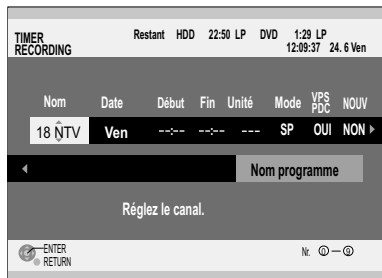 TIMER RECORDING
Restant HDD 22:50 LP DVD 1:29 LP
12:09:37 24. 6 Ven
Nom Date Début Fin Unité Mode VPS PDC NOUV
18 NTV Ven --:-- --:-- --- SP OUI NON
Nom programme
Réglez le canal.
ENTER
RETURN
Nr. 0 — 9